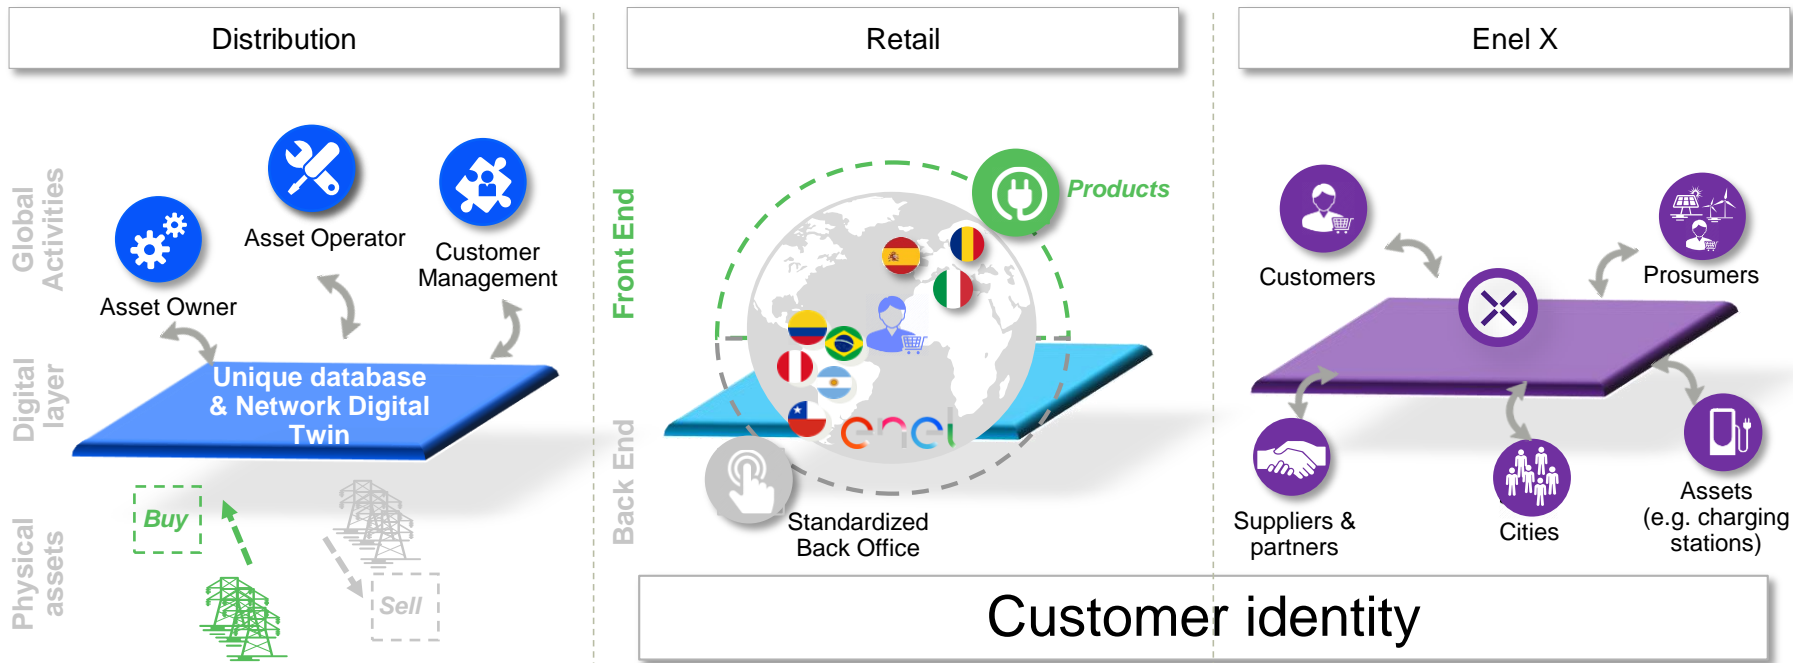 Distribution
Retail
Enel X
Global
Activities
Digital
layer
Physical
assets
Asset Owner
Asset Operator
Customer
Management
Unique database
& Network Digital
Twin
Buy
Sell
Front End
Back End
Products
enel
Standardized
Back Office
Customers
Prosumers
Suppliers &
partners
Cities
Assets
(e.g. charging
stations)
Customer identity